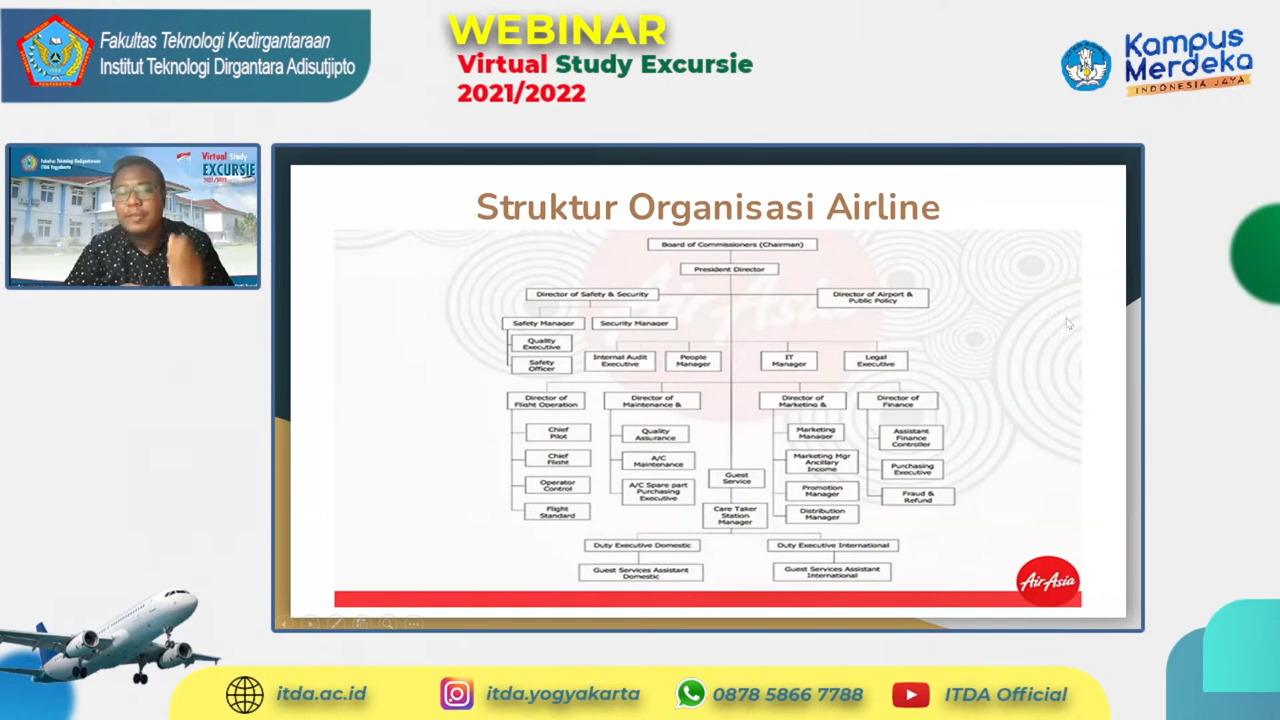 Fakultas Teknologi Kedirgantaraan
Institut Teknologi Dirgantara Adisutjipto
WEBINAR
Virtual Study Excursie
2021/2022
Kampus
Merdeka
INDONESIA JAYA
Fakultas Teknologi Kedirgantaraan
ITDA Yogyakarta
Virtual Study
EXCURSIE
2021/2022
Struktur Organisasi Airline
Board of Commissioners (Chairman)
President Director
Director of Safety & Security
Director of Airport &
Public Policy
Safety Manager
Security Manager
Quality
Executive
Safety
Officer
Internal Audit
Executive
People
Manager
IT
Manager
Legal
Executive
Director of
Flight Operation
Director of
Maintenance &
Director of
Marketing &
Director of
Finance
Chief
Pilot
Chief
Flight
Operator
Control
Flight
Standard
Quality
Assurance
A/C
Maintenance
A/C Spare part
Purchasing
Executive
Guest
Service
Care Taker
Station
Manager
Marketing
Manager
Marketing Mgr
Ancillary
Income
Promotion
Manager
Distribution
Manager
Assistant
Finance
Controller
Purchasing
Executive
Fraud &
Refund
Duty Executive Domestic
Duty Executive International
Guest Services Assistant
Domestic
Guest Services Assistant
International
AirAsia
itda.ac.id
itda.yogyakarta
0878 5866 7788
ITDA Official